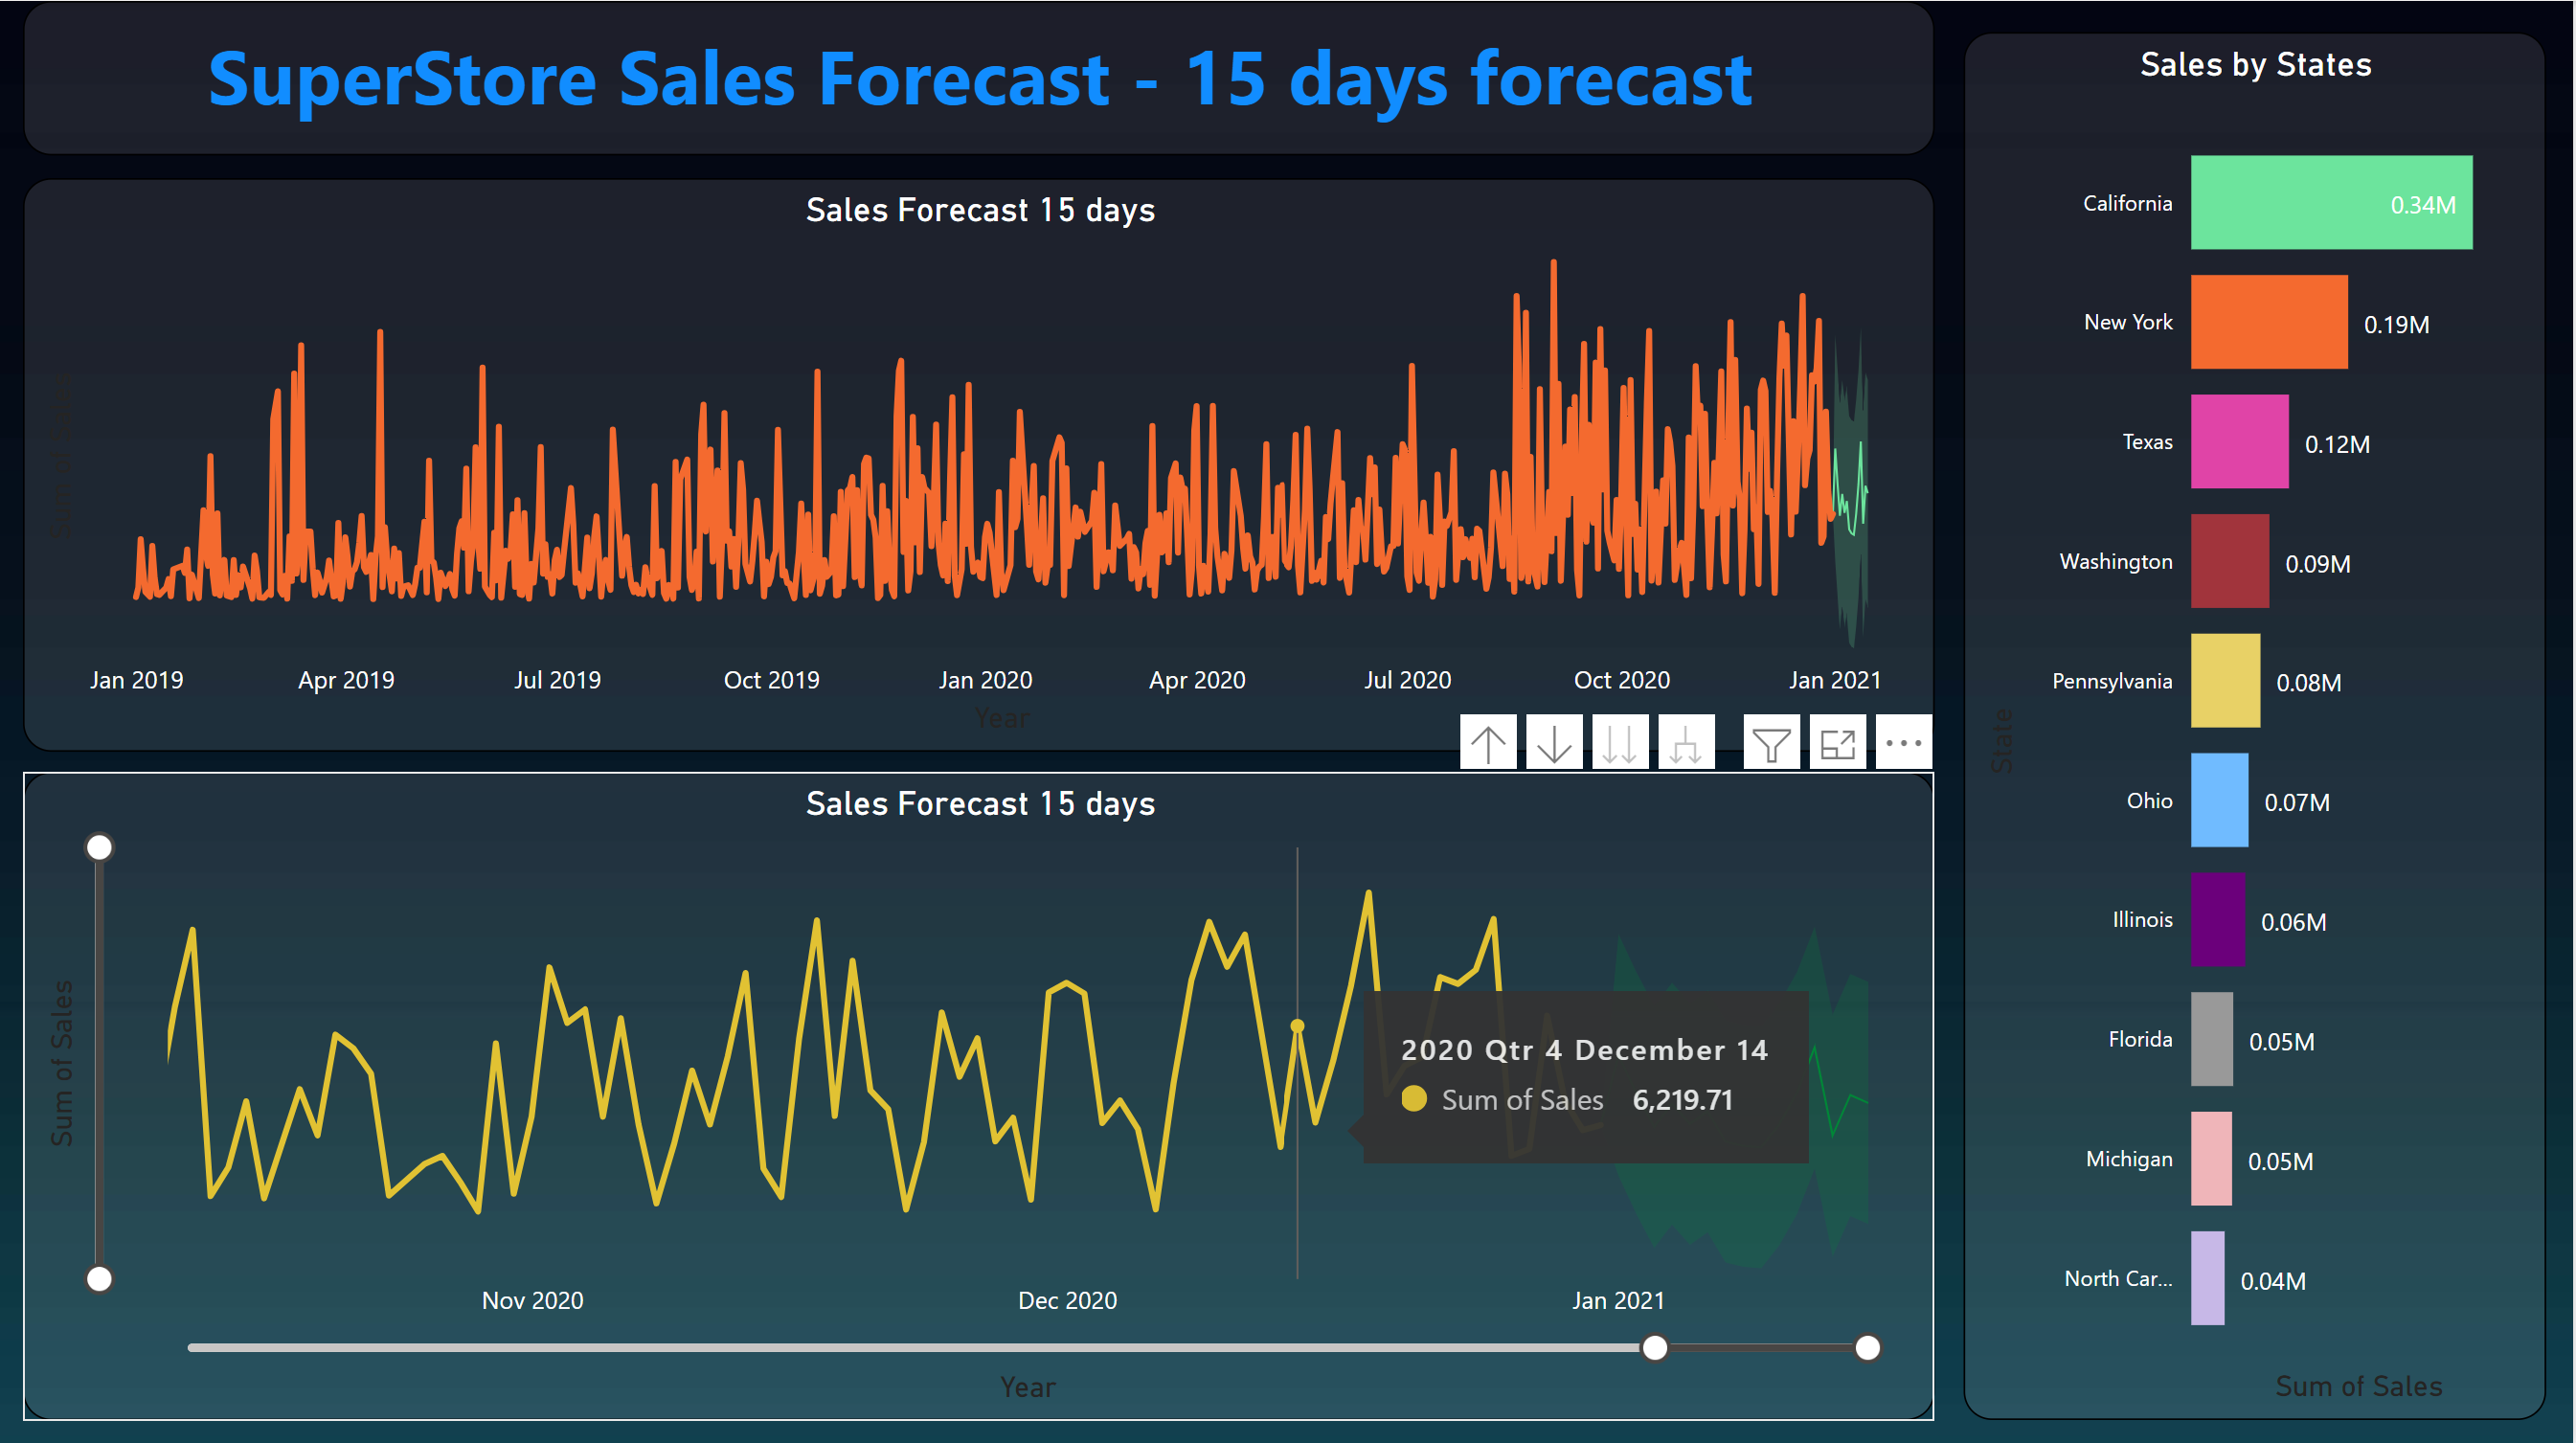 SuperStore Sales Forecast - 15 days forecast
Sales Forecast 15 days
Sum of Sales
Jan 2019 Apr 2019 Jul 2019 Oct 2019 Jan 2020 Apr 2020 Jul 2020 Oct 2020 Jan 2021
Year
Sales Forecast 15 days
Sum of Sales
2020 Qtr 4 December 14
Sum of Sales 6,219.71
Nov 2020 Dec 2020 Jan 2021
Year
Sales by States
State
California 0.34M
New York 0.19M
Texas 0.12M
Washington 0.09M
Pennsylvania 0.08M
Ohio 0.07M
Illinois 0.06M
Florida 0.05M
Michigan 0.05M
North Car... 0.04M
Sum of Sales